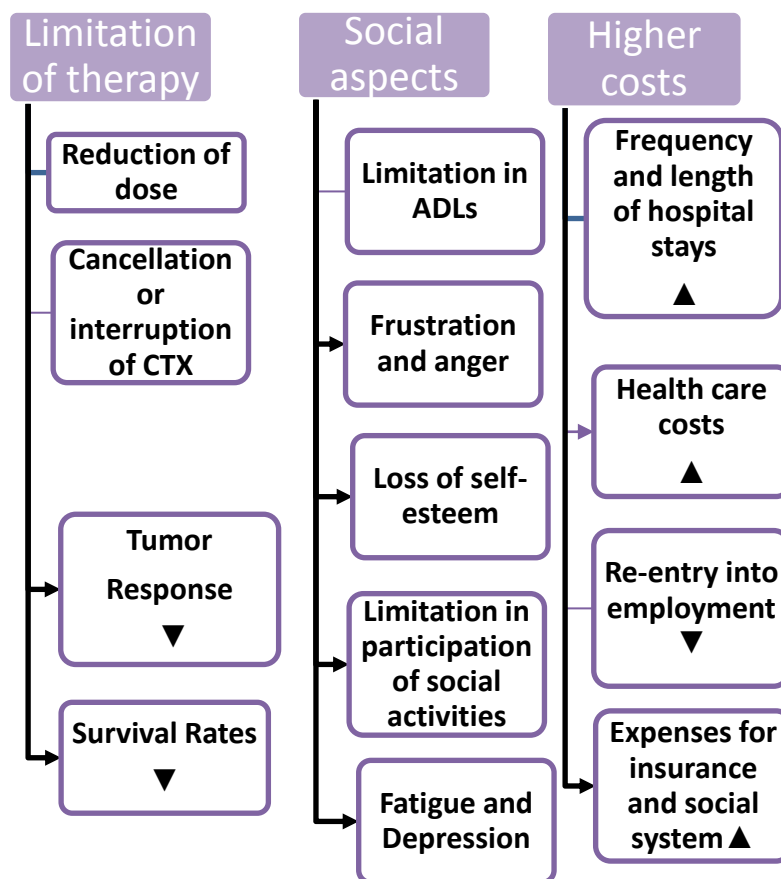 Limitation
of therapy
Reduction of
dose
Cancellation
or
interruption
of CTX
Tumor
Response
▼
Survival Rates
▼
Social
aspects
Limitation in
ADLs
Frustration
and anger
Loss of self-
esteem
Limitation in
participation
of social
activities
Fatigue and
Depression
Higher
costs
Frequency
and length
of hospital
stays
▲
Health care
costs
▲
Re-entry into
employment
▼
Expenses for
insurance
and social
system ▲